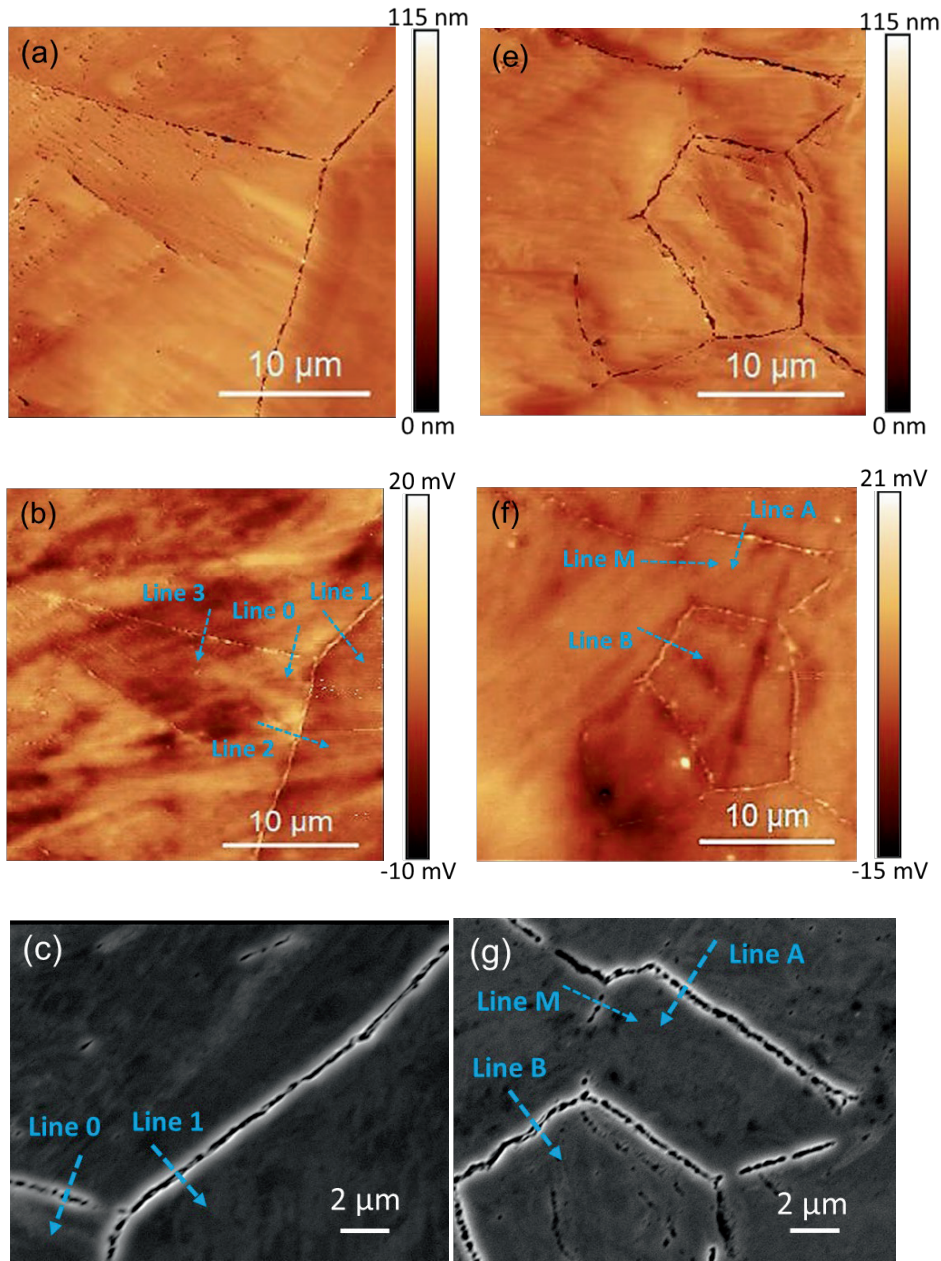 (a)
115 nm
10 µm
0 nm
(e)
115 nm
10 µm
0 nm
(b)
20 mV
Line 3
Line 0
Line 1
Line 2
10 µm
-10 mV
(f)
21 mV
Line A
Line M
Line B
10 µm
-15 mV
(c)
Line 0
Line 1
2 µm
(g)
Line A
Line M
Line B
2 µm